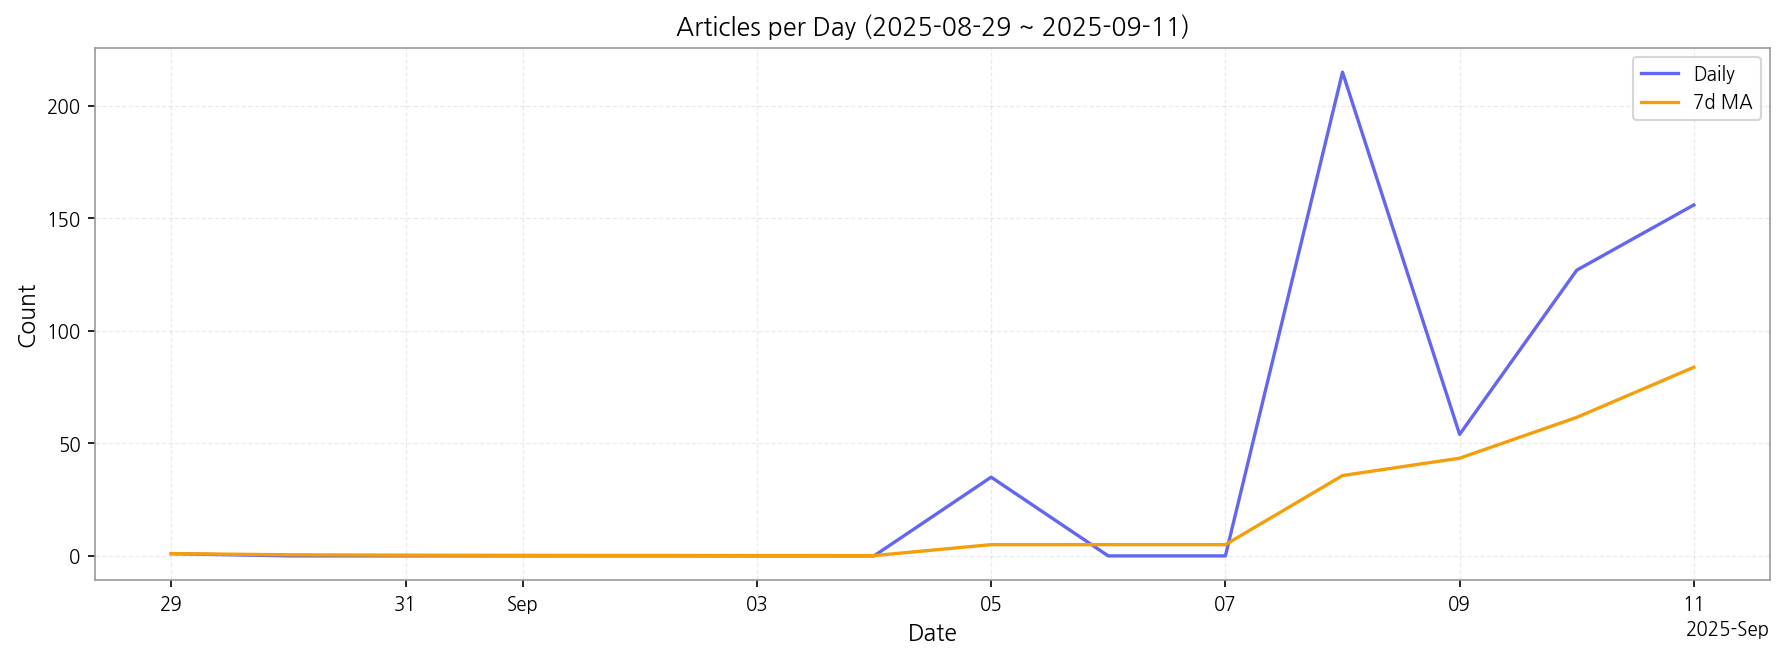 Articles per Day (2025-08-29 ~ 2025-09-11)
Daily
7d MA
200
150
100
50
0
Count
29 31 Sep 03 05 07 09 11
2025-Sep
Date